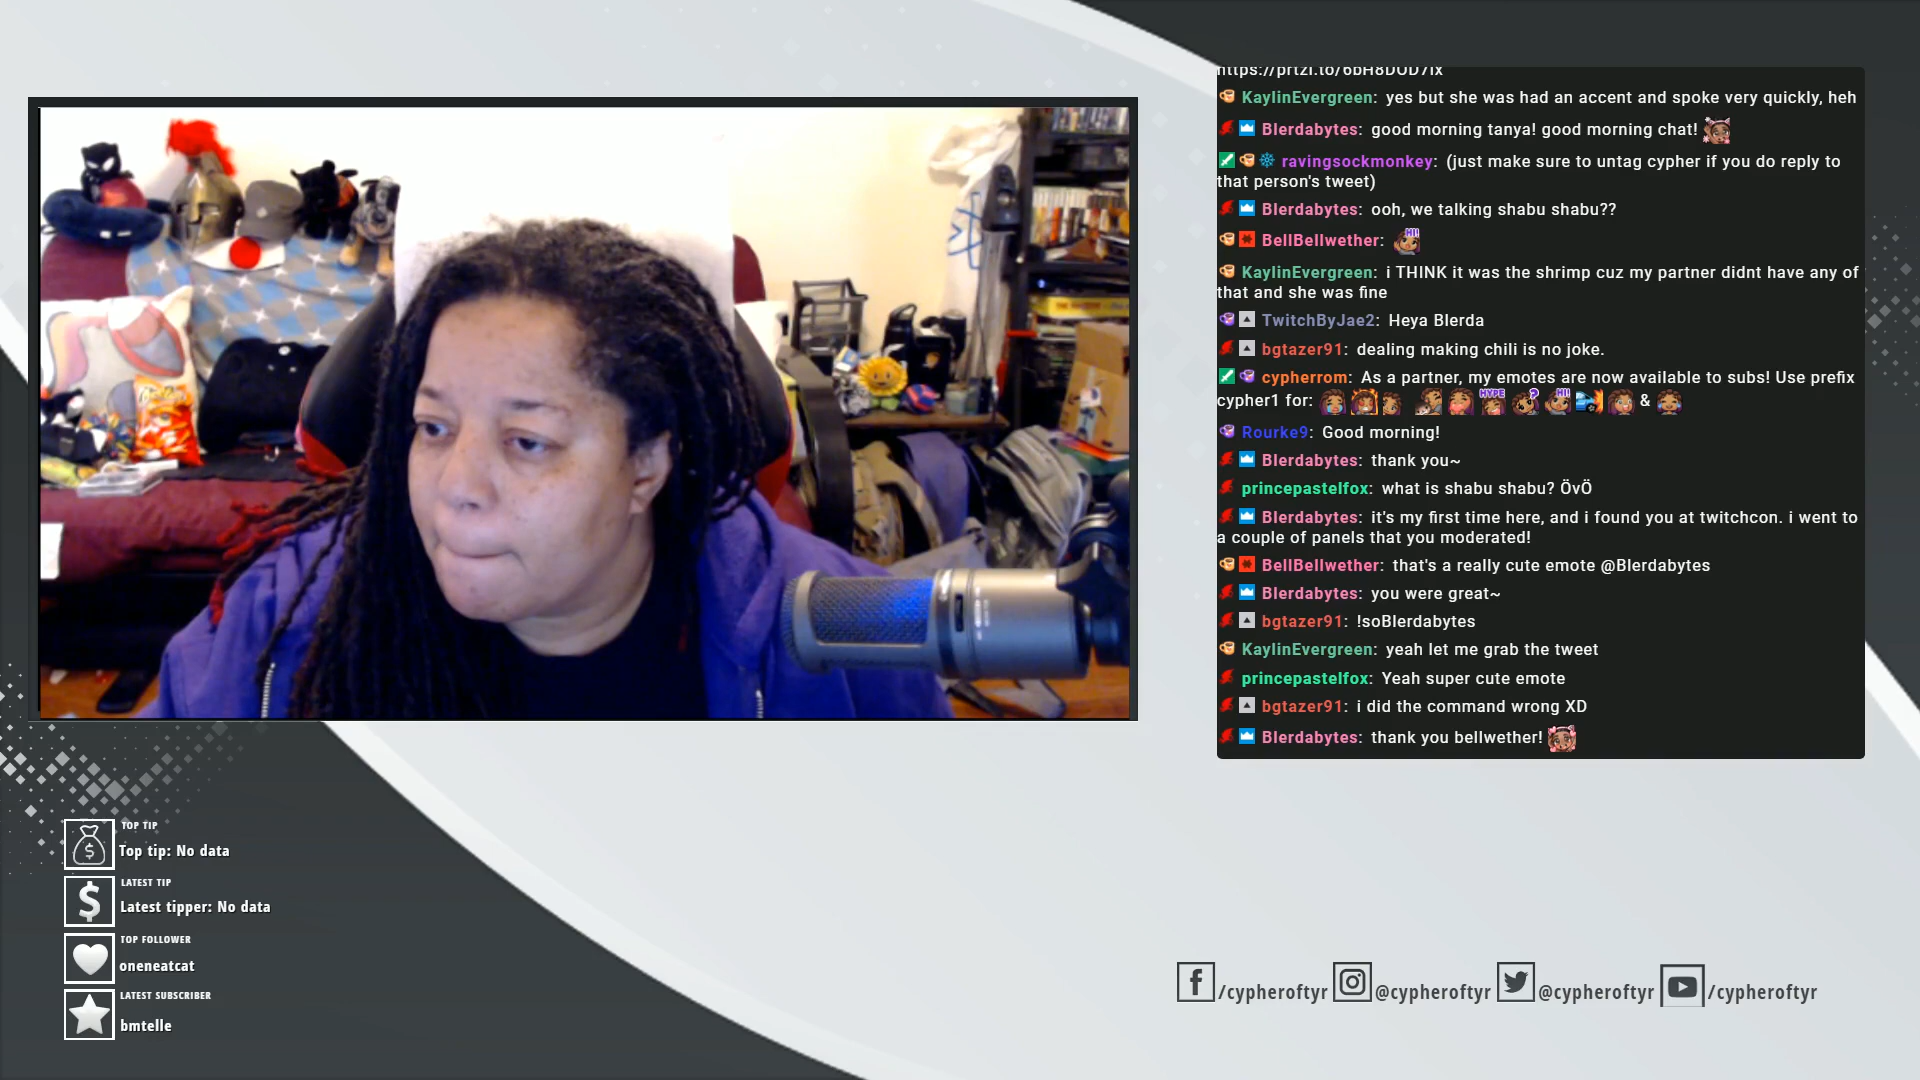 https://prtzl.to/6bH8DOD7lx
KaylinEvergreen: yes but she was had an accent and spoke very quickly, heh
Blerdabytes: good morning tanya! good morning chat!
ravingsockmonkey: (just make sure to untag cypher if you do reply to
that person's tweet)
Blerdabytes: ooh, we talking shabu shabu??
BellBellwether: HI!
KaylinEvergreen: i THINK it was the shrimp cuz my partner didnt have any of
that and she was fine
TwitchByJae2: Heya Blerda
bgtazer91: dealing making chili is no joke.
cypherrom: As a partner, my emotes are now available to subs! Use prefix
cypher1 for: HYPE ? HI! &
Rourke9: Good morning!
Blerdabytes: thank you~
princepastelfox: what is shabu shabu? ÖvÖ
Blerdabytes: it's my first time here, and i found you at twitchcon. i went to
a couple of panels that you moderated!
BellBellwether: that's a really cute emote @Blerdabytes
Blerdabytes: you were great~
bgtazer91: !soBlerdabytes
KaylinEvergreen: yeah let me grab the tweet
princepastelfox: Yeah super cute emote
bgtazer91: i did the command wrong XD
Blerdabytes: thank you bellwether!
TOP TIP
Top tip: No data
LATEST TIP
Latest tipper: No data
TOP FOLLOWER
oneneatcat
LATEST SUBSCRIBER
bmtelle
/cypheroftyr @cypheroftyr @cypheroftyr /cypheroftyr